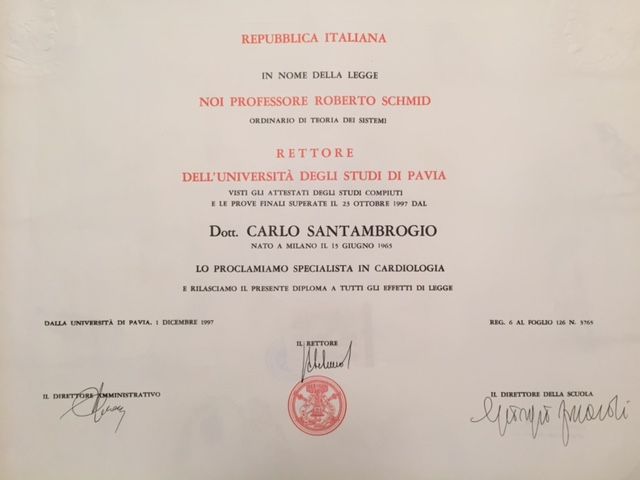 REPUBBLICA ITALIANA
IN NOME DELLA LEGGE
NOI PROFESSORE ROBERTO SCHMID
ORDINARIO DI TEORIA DEI SISTEMI
RETTORE
DELL'UNIVERSITÀ DEGLI STUDI DI PAVIA
VISTI GLI ATTESTATI DEGLI STUDI COMPIUTI
E LE PROVE FINALI SUPERATE IL 23 OTTOBRE 1997 DAL
Dott. CARLO SANTAMBROGIO
NATO A MILANO IL 15 GIUGNO 1963
LO PROCLAMIAMO SPECIALISTA IN CARDIOLOGIA
E RILASCIAMO IL PRESENTE DIPLOMA A TUTTI GLI EFFETTI DI LEGGE
DALLA UNIVERSITÀ DI PAVIA, 1 DICEMBRE 1997
REG. 6 AL FOGLIO 126 N. 3763
IL RETTORE
IL DIRETTORE AMMINISTRATIVO
IL DIRETTORE DELLA SCUOLA